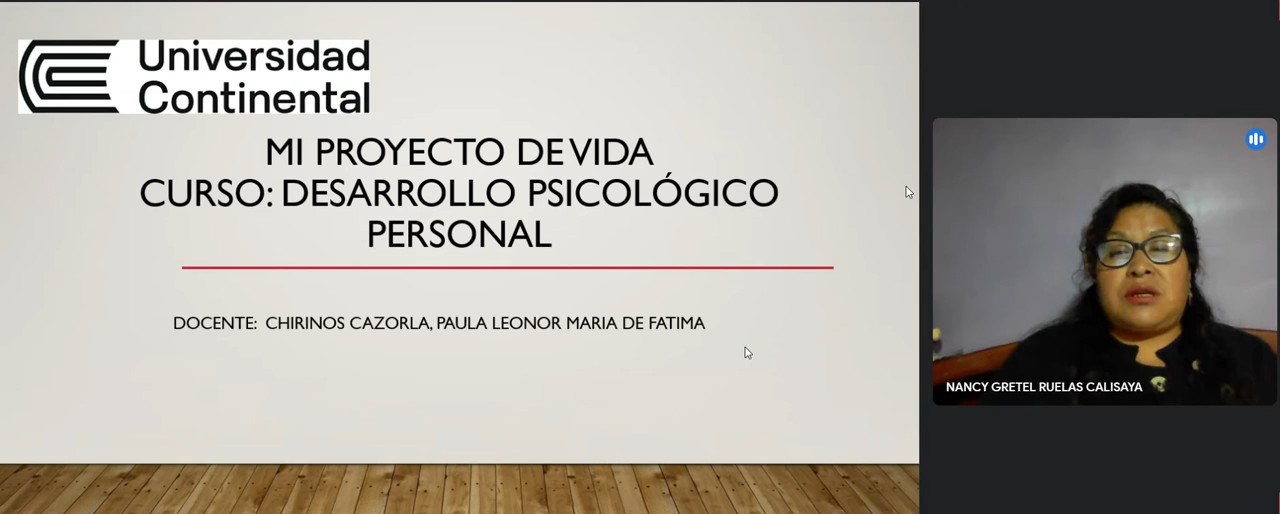 Universidad
Continental
MI PROYECTO DE VIDA
CURSO: DESARROLLO PSICOLÓGICO
PERSONAL
DOCENTE: CHIRINOS CAZORLA, PAULA LEONOR MARIA DE FATIMA
NANCY GRETEL RUELAS CALISAYA